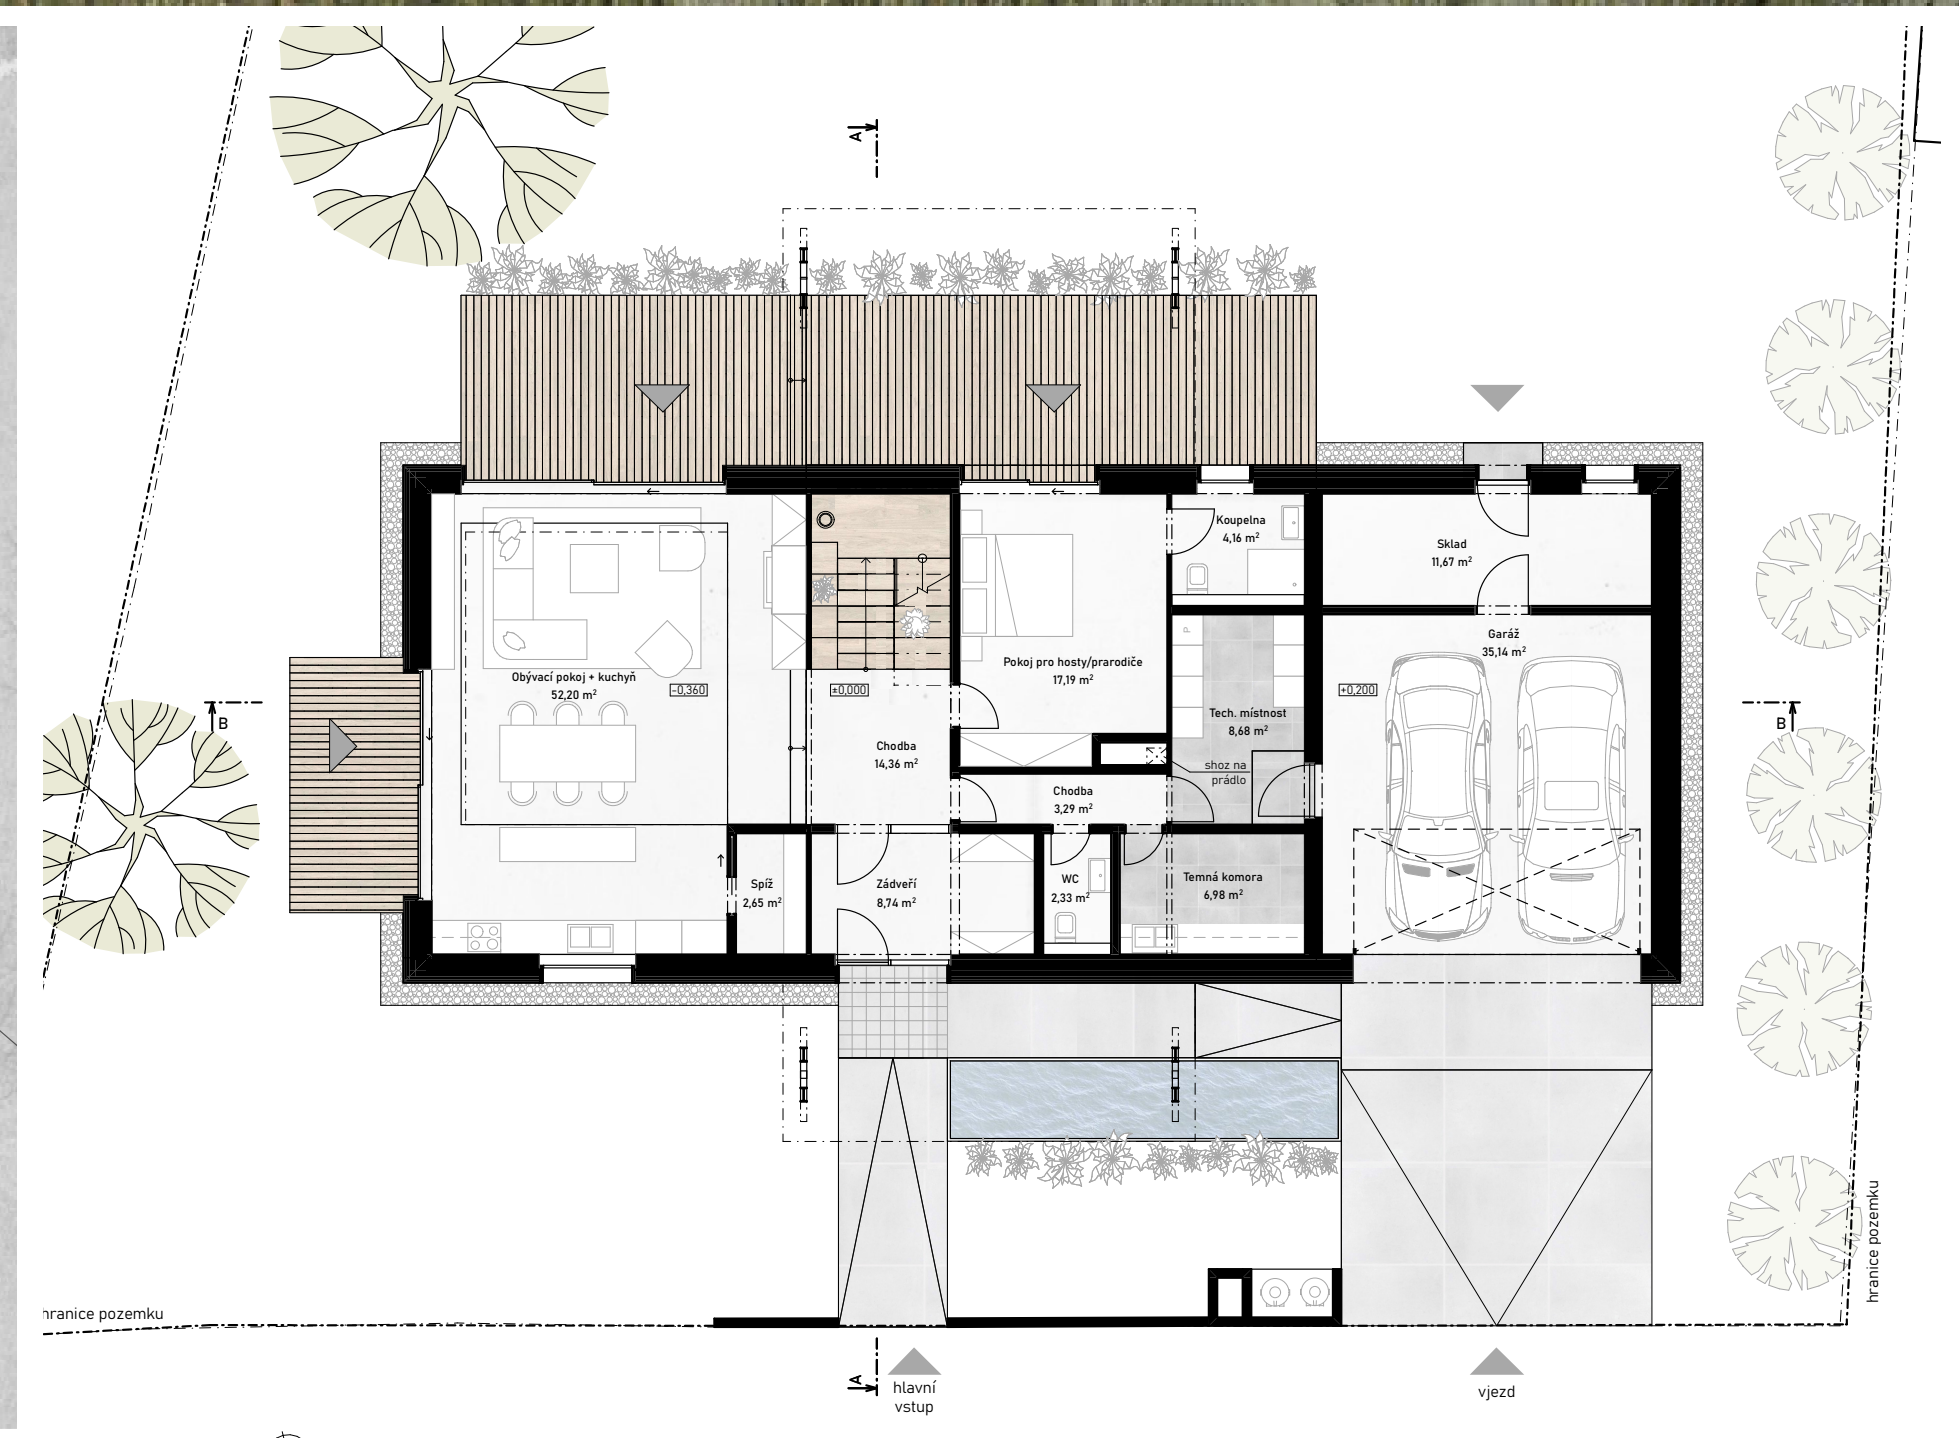 A
Koupelna
4,16 m²
Sklad
11,67 m²
P
Garáž
35,14 m²
Pokoj pro hosty/prarodiče
17,19 m²
Obývací pokoj + kuchyň
52,20 m²
-0,360
±0,000
+0,200
B
B
Tech. místnost
8,68 m²
Chodba
14,36 m²
shoz na
prádlo
Chodba
3,29 m²
Spíž
2,65 m²
Zádveří
8,74 m²
WC
2,33 m²
Temná komora
6,98 m²
hranice pozemku
hranice pozemku
A
hlavní
vstup
vjezd